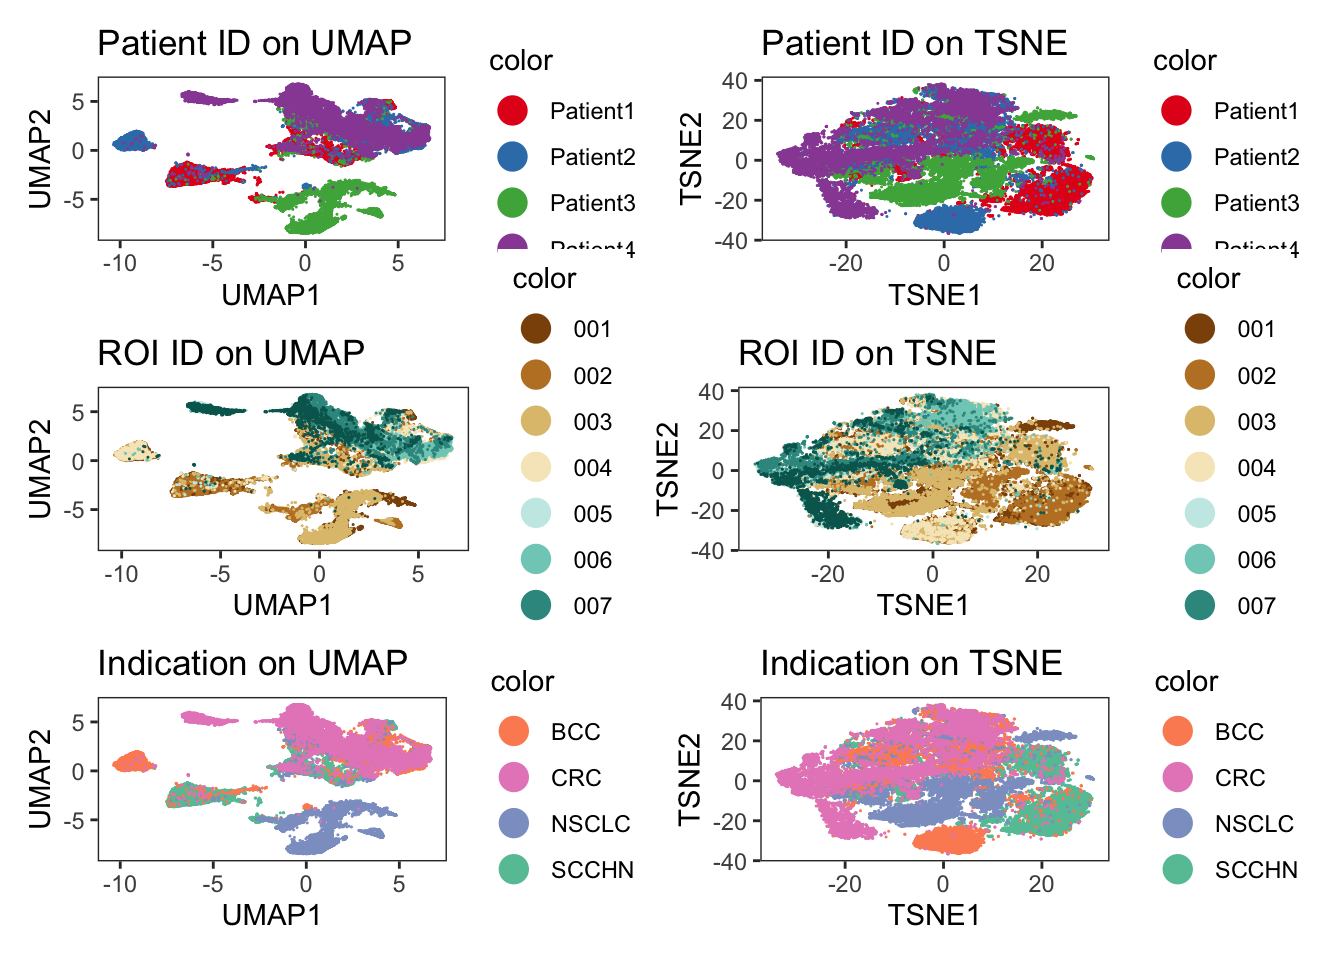 Patient ID on UMAP
UMAP2
5
0
-5
-10
-5
0
5
UMAP1
color
Patient1
Patient2
Patient3
Patient4
Patient ID on TSNE
TSNE2
40
20
0
-20
-40
-20
0
20
TSNE1
color
Patient1
Patient2
Patient3
Patient4
ROI ID on UMAP
UMAP2
5
0
-5
-10
-5
0
5
UMAP1
color
001
002
003
004
005
006
007
ROI ID on TSNE
TSNE2
40
20
0
-20
-40
-20
0
20
TSNE1
color
001
002
003
004
005
006
007
Indication on UMAP
UMAP2
5
0
-5
-10
-5
0
5
UMAP1
color
BCC
CRC
NSCLC
SCCHN
Indication on TSNE
TSNE2
40
20
0
-20
-40
-20
0
20
TSNE1
color
BCC
CRC
NSCLC
SCCHN